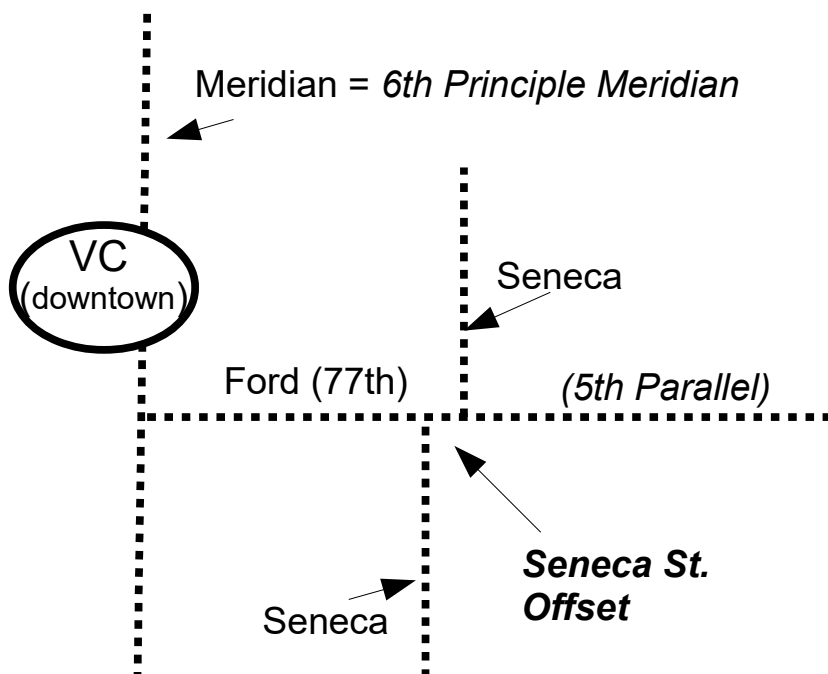 Meridian = 6th Principle Meridian
VC
(downtown)
Seneca
Ford (77th)
(5th Parallel)
Seneca St.
Offset
Seneca